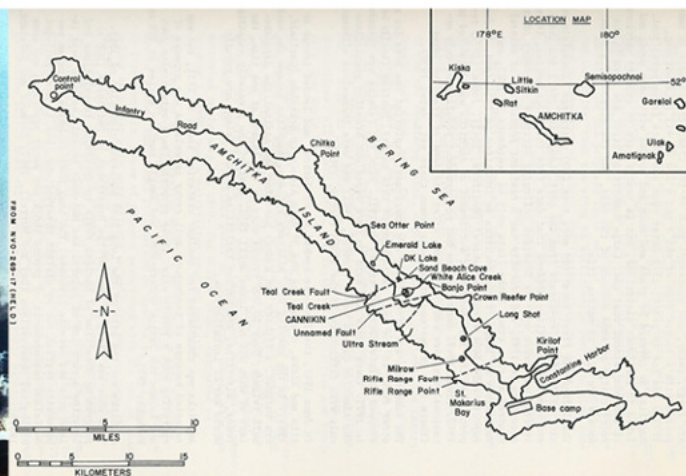 LOCATION MAP
178°E
180°
52°
Kiska
Little
Sitkin
Semisopochnoi
Rat
AMCHITKA
Gareloi
Ulak
Amatignak
Control
point
Infantry
Road
Chitka
Point
AMCHITKA
ISLAND
BERING SEA
PACIFIC OCEAN
Sea Otter Point
Emerald Lake
DK Lake
Sand Beach Cove
White Alice Creek
Banjo Point
Crown Reefer Point
Teal Creek Fault
Teal Creek
CANNIKIN
Unnamed Fault
Ultra Stream
Long Shot
Kirilof
Point
Constantine Harbor
Milrow
Rifle Range Fault
Rifle Range Point
St.
Makarius
Bay
Base camp
-N-
0
5
10
MILES
0
5
10
15
KILOMETERS